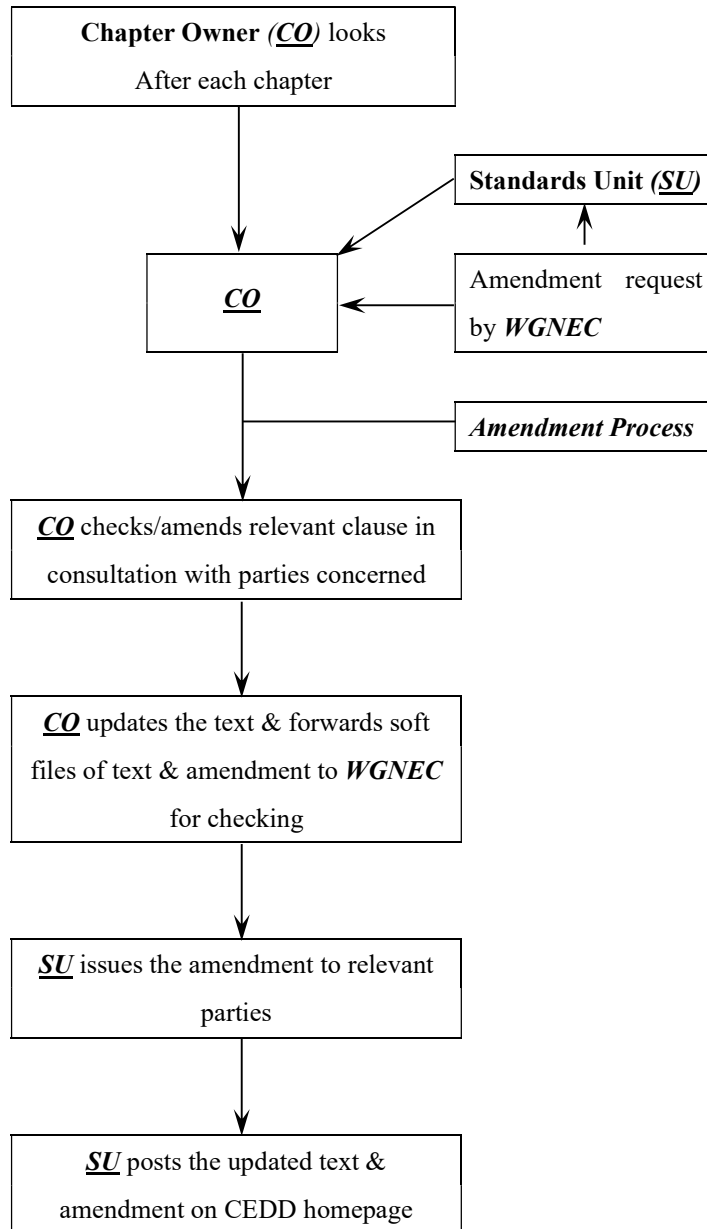 Chapter Owner (CO) looks
After each chapter
Standards Unit (SU)
CO
Amendment request
by WGNEC
Amendment Process
CO checks/amends relevant clause in
consultation with parties concerned
CO updates the text & forwards soft
files of text & amendment to WGNEC
for checking
SU issues the amendment to relevant
parties
SU posts the updated text &
amendment on CEDD homepage